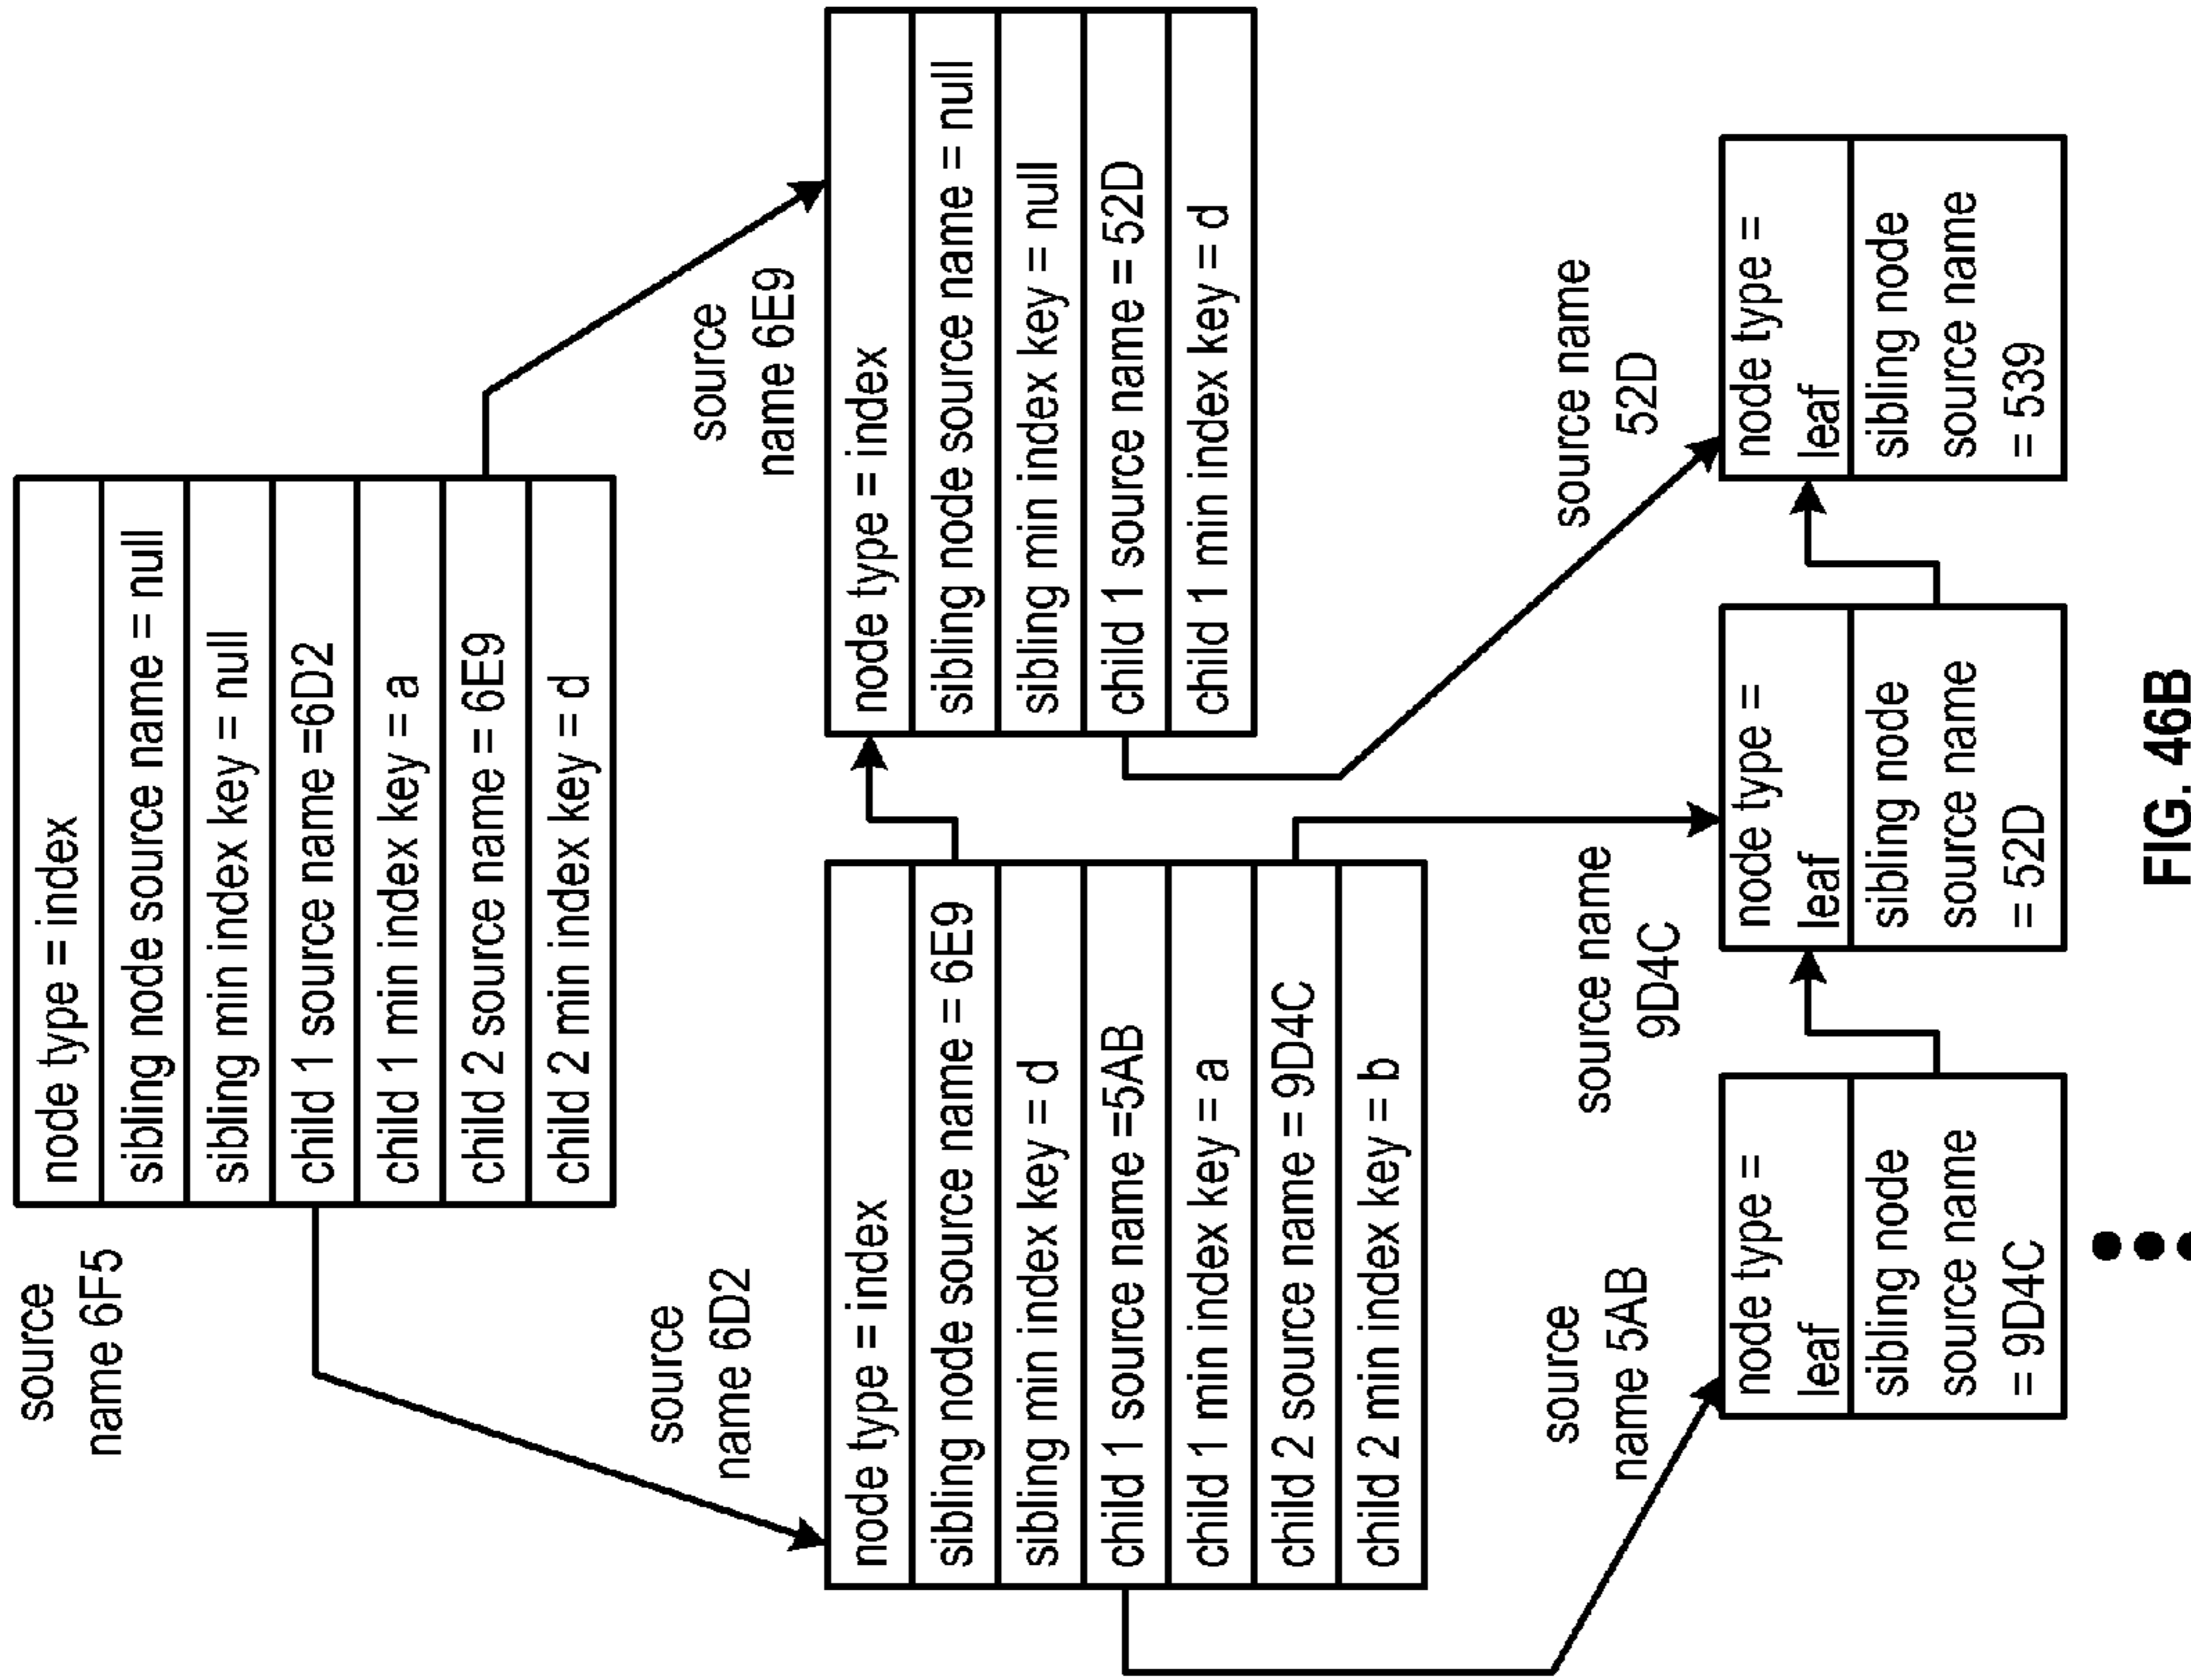 source
name 6F5
node type = index
sibling node source name = null
sibling min index key = null
child 1 source name =6D2
child 1 min index key = a
child 2 source name = 6E9
child 2 min index key = d
source
name 6D2
node type = index
sibling node source name = 6E9
sibling min index key = d
child 1 source name =5AB
child 1 min index key = a
child 2 source name = 9D4C
child 2 min index key = b
source
name 6E9
node type = index
sibling node source name = null
sibling min index key = null
child 1 source name = 52D
child 1 min index key = d
source
name 5AB
node type =
leaf
sibling node
source name
= 9D4C
source name
9D4C
node type =
leaf
sibling node
source name
= 52D
source name
52D
node type =
leaf
sibling node
source name
= 539
FIG. 46B